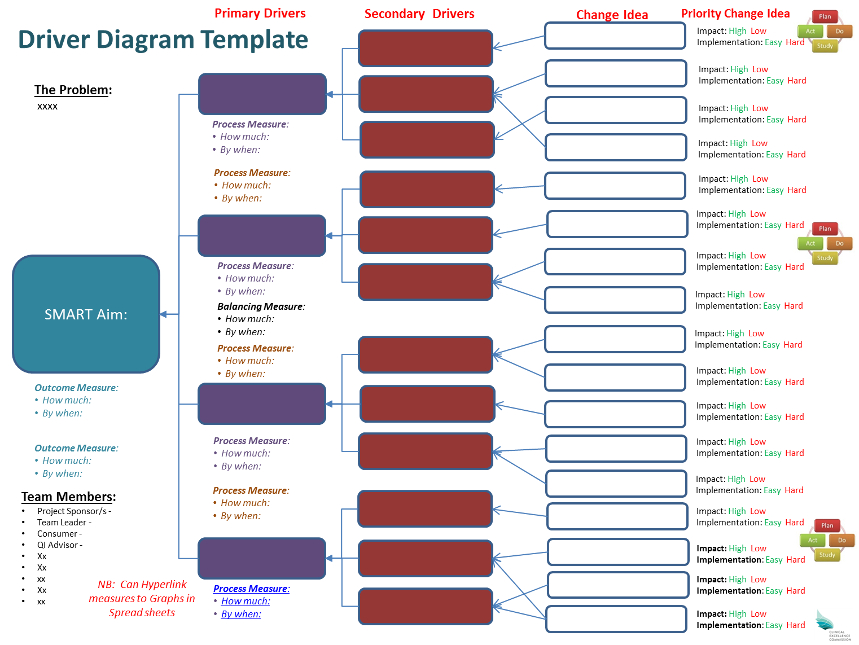 Driver Diagram Template
Primary Drivers
Secondary Drivers
Change Idea
Priority Change Idea
The Problem:
xxxx
SMART Aim:
Outcome Measure:
• How much:
• By when:
Outcome Measure:
• How much:
• By when:
Team Members:
• Project Sponsor/s -
• Team Leader -
• Consumer -
• QI Advisor -
• Xx
• Xx
• xx
• Xx
• xx
NB: Can Hyperlink
measures to Graphs in
Spread sheets
Process Measure:
• How much:
• By when:
Process Measure:
• How much:
• By when:
Process Measure:
• How much:
• By when:
Balancing Measure:
• How much:
• By when:
Process Measure:
• How much:
• By when:
Process Measure:
• How much:
• By when:
Process Measure:
• How much:
• By when:
Process Measure:
• How much:
• By when:
Impact: High Low
Implementation: Easy Hard
Impact: High Low
Implementation: Easy Hard
Impact: High Low
Implementation: Easy Hard
Impact: High Low
Implementation: Easy Hard
Impact: High Low
Implementation: Easy Hard
Impact: High Low
Implementation: Easy Hard
Impact: High Low
Implementation: Easy Hard
Impact: High Low
Implementation: Easy Hard
Impact: High Low
Implementation: Easy Hard
Impact: High Low
Implementation: Easy Hard
Impact: High Low
Implementation: Easy Hard
Impact: High Low
Implementation: Easy Hard
Impact: High Low
Implementation: Easy Hard
Impact: High Low
Implementation: Easy Hard
Impact: High Low
Implementation: Easy Hard
Impact: High Low
Implementation: Easy Hard
Impact: High Low
Implementation: Easy Hard
Plan
Act Do
Study
Plan
Act Do
Study
Plan
Act Do
Study
CLINICAL
EXCELLENCE
COMMISSION